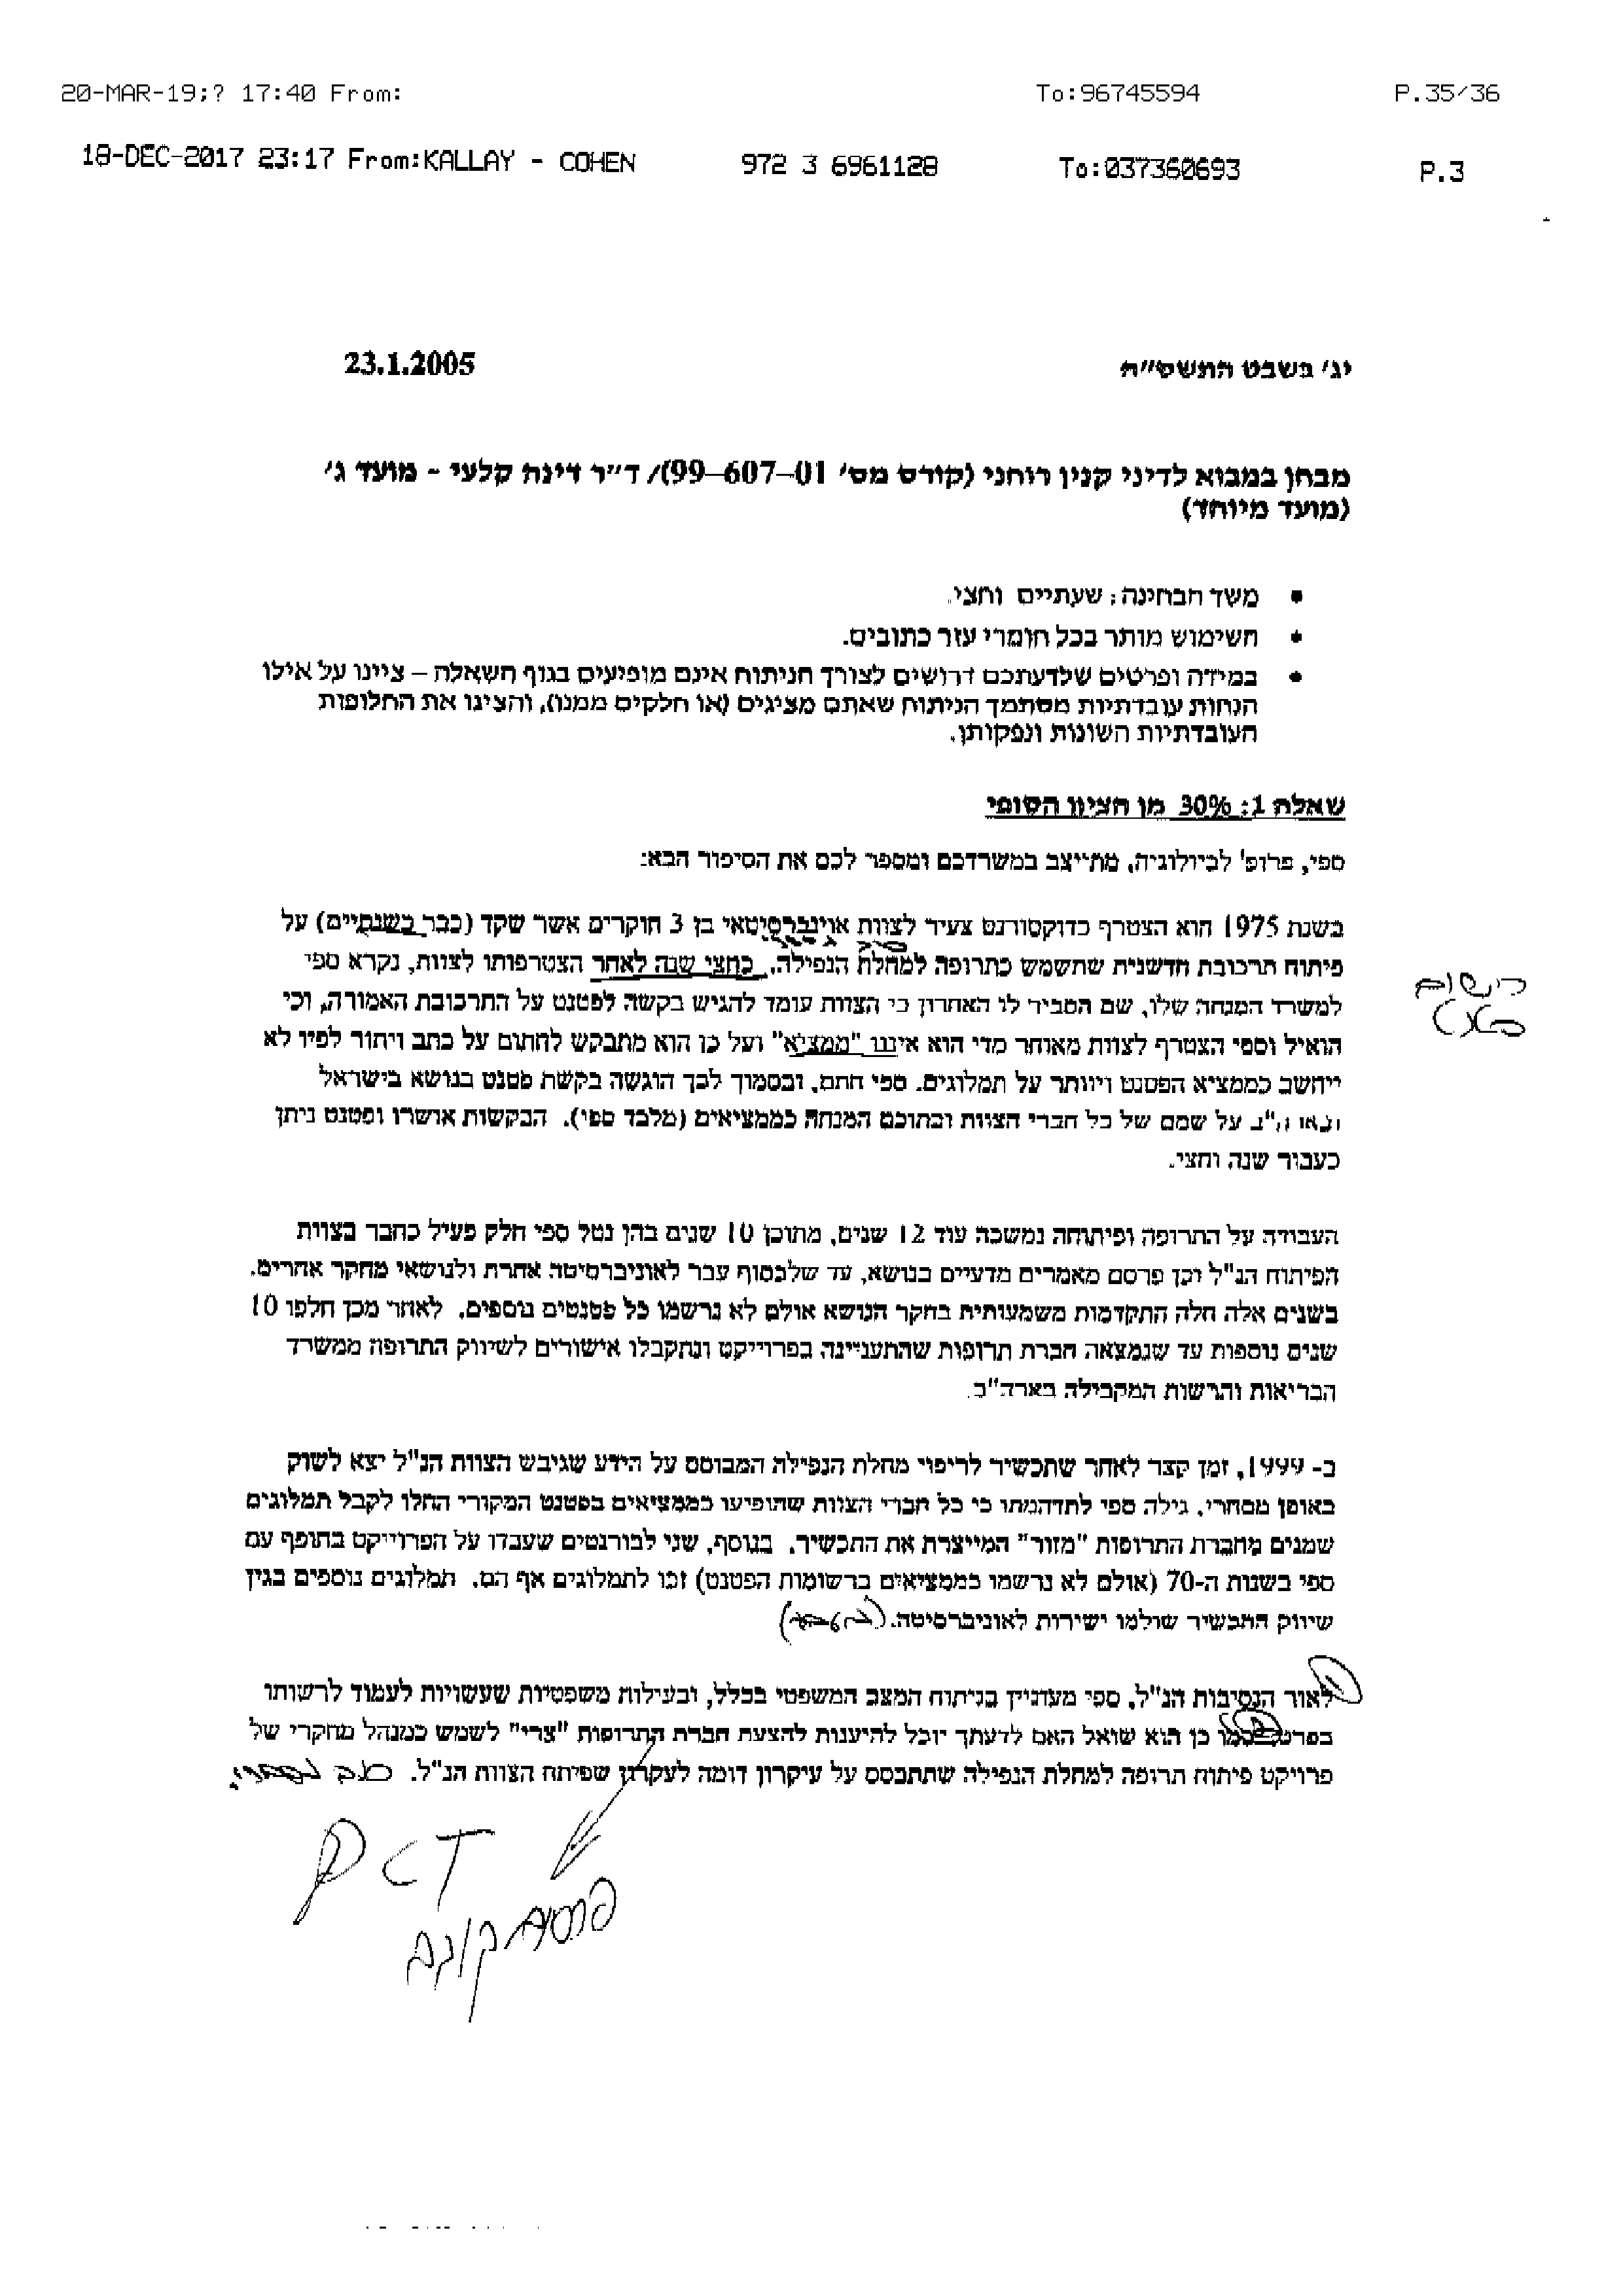 20-MAR-19;? 17:40 From: To:96745594 P.35/36
18-DEC-2017 23:17 From:KALLAY - COHEN 972 3 6961128 To:037360693 P.3
יג' בשבט התשס"ה 23.1.2005
מבחן במבוא לדיני קנין רוחני (קורס מס' 99-607-01)/ ד"ר דינה קלעי - מועד ג'
(מועד מיוחד)
• משך הבחינה: שעתיים וחצי.
• השימוש מותר בכל חומרי עזר כתובים.
• במידה ופרטים שלדעתכם דרושים לצורך הניתוח אינם מופיעים בגוף השאלה – ציינו על אילו
הנחות עובדתיות מסתמך הניתוח שאתם מציגים (או חלקים ממנו), והציגו את החלופות
העובדתיות השונות ונפקותן.
שאלה 1: 30% מן הציון הסופי
ספי, פרופ' לביולוגיה, מתייצב במשרדכם ומספר לכם את הסיפור הבא:
בשנת 1975 הוא הצטרף כדוקטורנט צעיר לצוות אוניברסיטאי בן 3 חוקרים אשר שקד (כבר כשנתיים) על
פיתוח תרכובת חדשנית שתשמש כתרופה למחלת הנפילה. כחצי שנה לאחר הצטרפותו לצוות, נקרא ספי
למשרד המנחה שלו, שם הסביר לו האחרון כי הצוות עומד להגיש בקשה לפטנט על התרכובת האמורה, וכי
הואיל וספי הצטרף לצוות מאוחר מדי הוא איננו "ממציא" ועל כן הוא מתבקש לחתום על כתב ויתור לפיו לא
ייחשב כממציא הפטנט ויוותר על תמלוגים. ספי חתם, ובסמוך לכך הוגשה בקשת פטנט בנושא בישראל
ובארה"ב על שמם של כל חברי הצוות ובתוכם המנחה כממציאים (מלבד ספי). הבקשות אושרו ופטנט ניתן
כעבור שנה וחצי.
העבודה על התרופה ופיתוחה נמשכה עוד 12 שנים, מתוכן 10 שנים בהן נטל ספי חלק פעיל כחבר בצוות
הפיתוח הנ"ל וכן פרסם מאמרים מדעיים בנושא, עד שלבסוף עבר לאוניברסיטה אחרת ולנושאי מחקר אחרים.
בשנים אלה חלה התקדמות משמעותית בחקר הנושא אולם לא נרשמו כל פטנטים נוספים. לאחר מכן חלפו 10
שנים נוספות עד שנמצאה חברת תרופות שהתעניינה בפרוייקט ונתקבלו אישורים לשיווק התרופה ממשרד
הבריאות והרשות המקבילה בארה"ב.
ב- 1999, זמן קצר לאחר שתכשיר לריפוי מחלת הנפילה המבוסס על הידע שגיבש הצוות הנ"ל יצא לשוק
באופן מסחרי, גילה ספי לתדהמתו כי כל חברי הצוות שהופיעו כממציאים בפטנט המקורי החלו לקבל תמלוגים
שמנים מחברת התרופות "מזור" המייצרת את התכשיר. בנוסף, שני לבורנטים שעבדו על הפרוייקט בחופף עם
ספי בשנות ה-70 (אולם לא נרשמו כממציאים ברשומות הפטנט) זכו לתמלוגים אף הם. תמלוגים נוספים בגין
שיווק התכשיר שולמו ישירות לאוניברסיטה.
לאור הנסיבות הנ"ל, ספי מעוניין בניתוח המצב המשפטי בכלל, ובעילות משפטיות שעשויות לעמוד לרשותו
בפרט. כמו כן הוא שואל האם לדעתך יוכל להיענות להצעת חברת התרופות "צרי" לשמש כמנהל מחקרי של
פרויקט פיתוח תרופה למחלת הנפילה שתתבסס על עיקרון דומה לעקרון שפיתח הצוות הנ"ל.
PCT